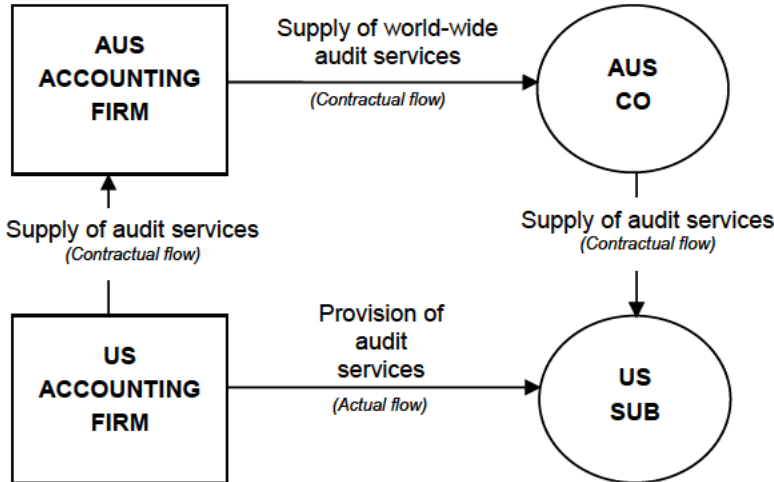 AUS
ACCOUNTING
FIRM
Supply of world-wide
audit services
(Contractual flow)
AUS
CO
Supply of audit services
(Contractual flow)
Supply of audit services
(Contractual flow)
US
ACCOUNTING
FIRM
Provision of
audit
services
(Actual flow)
US
SUB